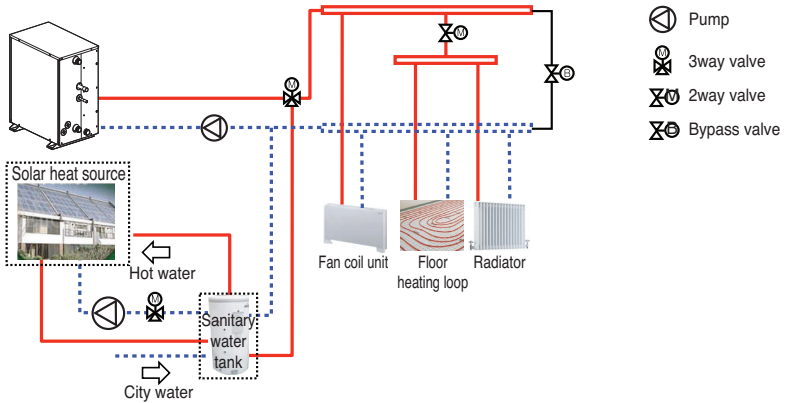 Pump
M
3way valve
M
2way valve
B
Bypass valve
M
B
M
Solar heat source
Hot water
Fan coil unit
Floor
heating loop
Radiator
M
Sanitary
water
tank
City water